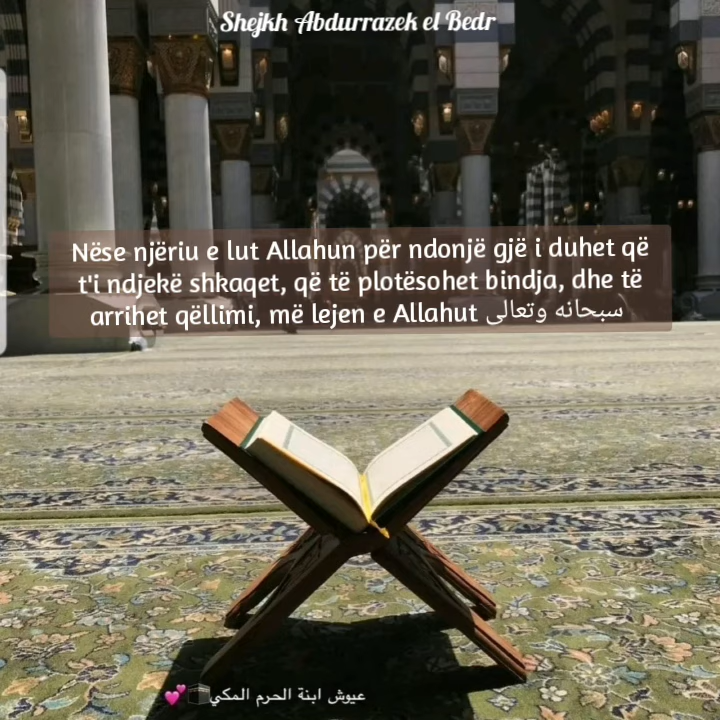 Shejkh Abdurrazek el Bedr
Nëse njëriu e lut Allahun për ndonjë gjë i duhet që
t'i ndjekë shkaqet, që të plotësohet bindja, dhe të
arrihet qëllimi, më lejen e Allahut سبحانه وتعالى
عيوش ابنة الحرم المكي🕋💕